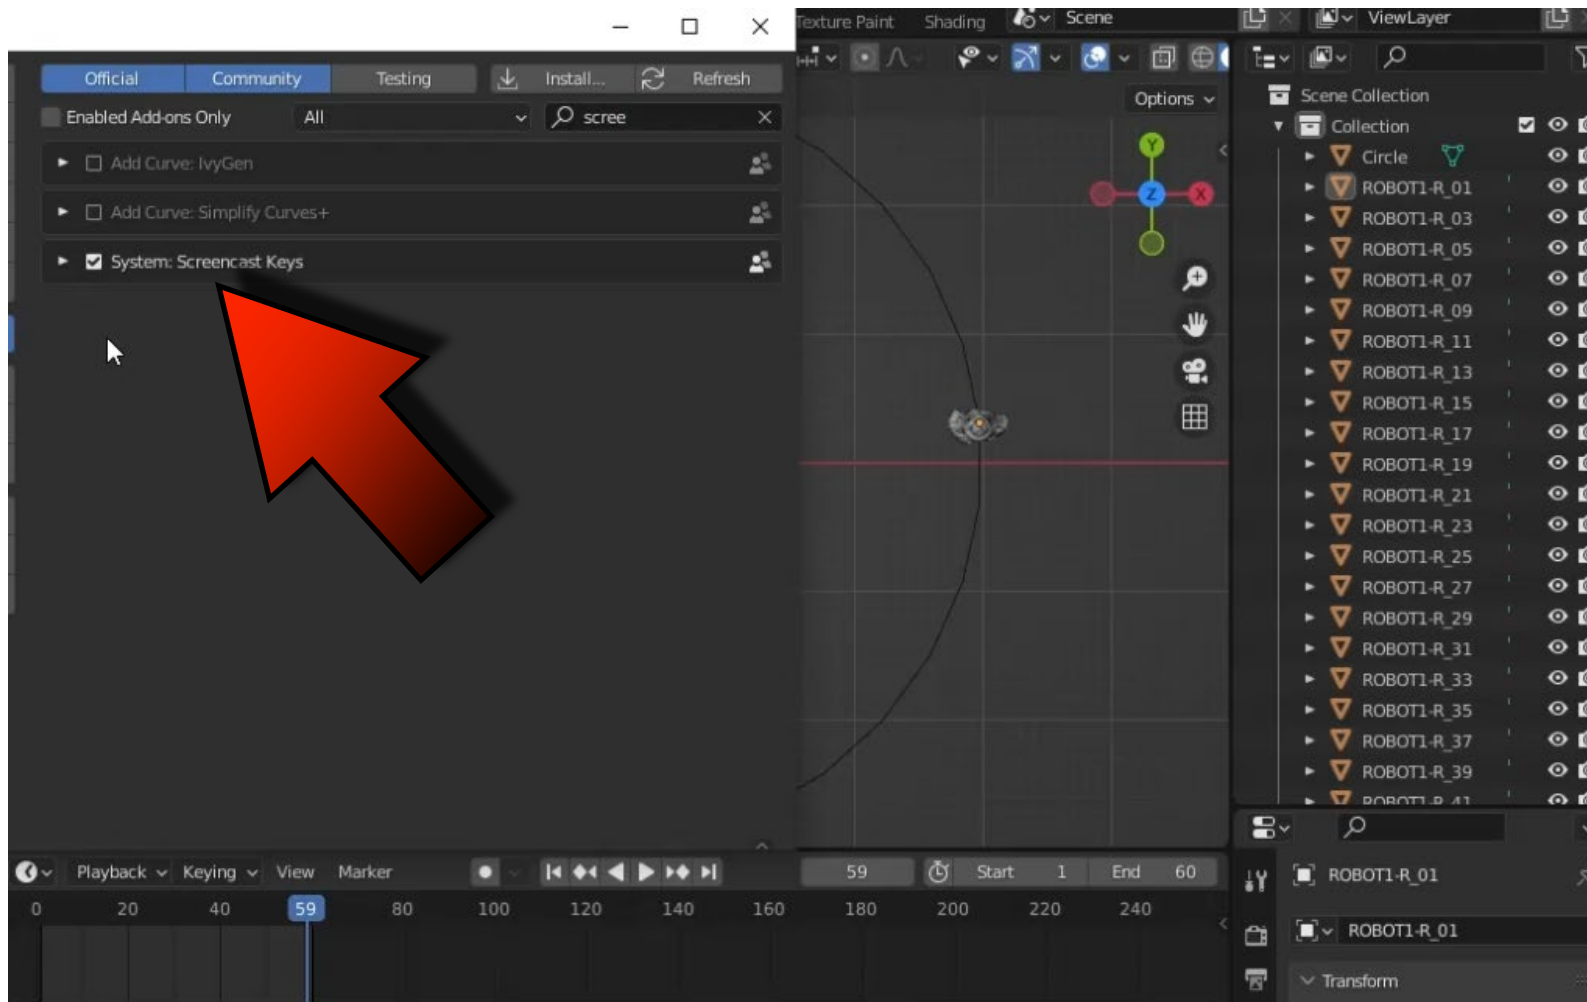 Texture Paint Shading Scene ViewLayer
Official Community Testing Install... Refresh
Enabled Add-ons Only All scree
Add Curve: IvyGen
Add Curve: Simplify Curves+
System: Screencast Keys
Options
Y
Z X
Scene Collection
Collection
Circle
ROBOT1-R_01
ROBOT1-R_03
ROBOT1-R_05
ROBOT1-R_07
ROBOT1-R_09
ROBOT1-R_11
ROBOT1-R_13
ROBOT1-R_15
ROBOT1-R_17
ROBOT1-R_19
ROBOT1-R_21
ROBOT1-R_23
ROBOT1-R_25
ROBOT1-R_27
ROBOT1-R_29
ROBOT1-R_31
ROBOT1-R_33
ROBOT1-R_35
ROBOT1-R_37
ROBOT1-R_39
ROBOT1-R_41
Playback Keying View Marker 59 Start 1 End 60
0 20 40 59 80 100 120 140 160 180 200 220 240
ROBOT1-R_01
ROBOT1-R_01
Transform